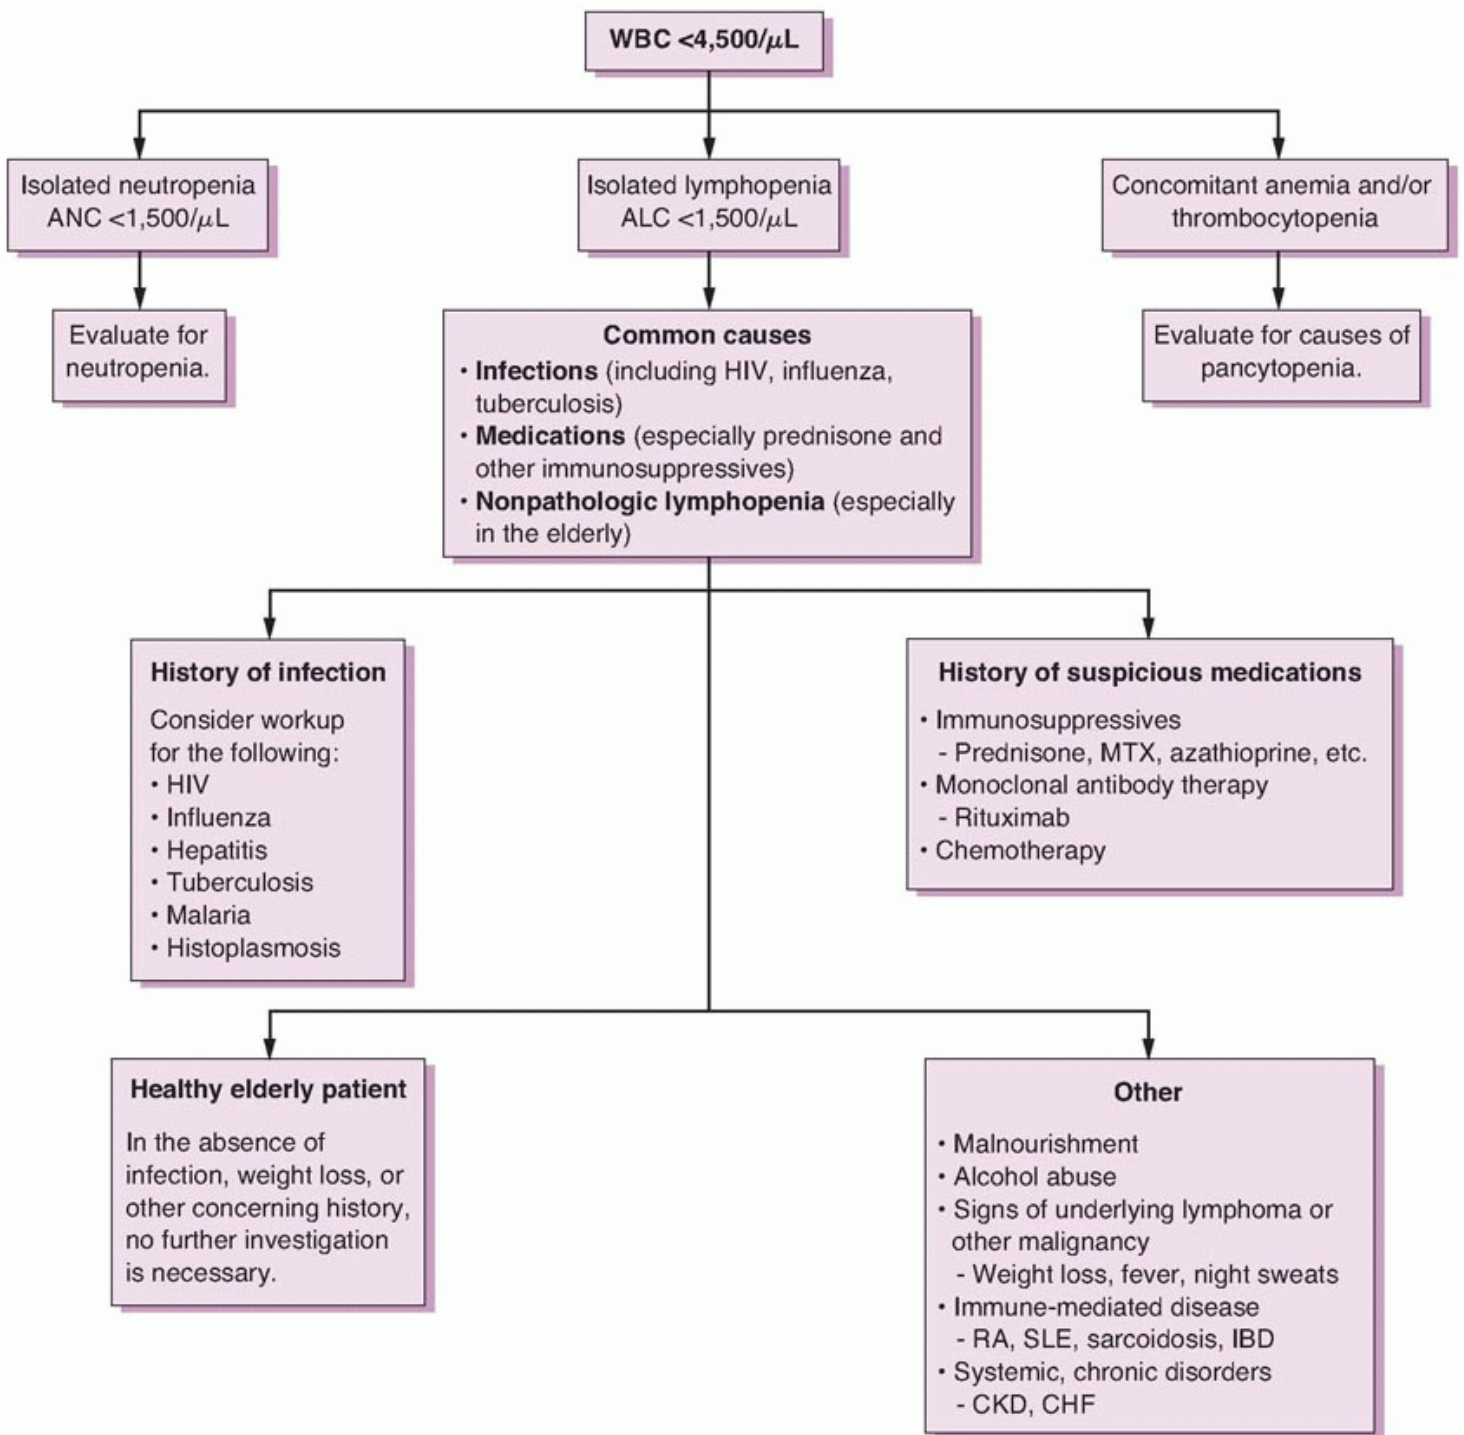 WBC <4,500/μL
Isolated neutropenia
ANC <1,500/μL
Isolated lymphopenia
ALC <1,500/μL
Concomitant anemia and/or
thrombocytopenia
Evaluate for
neutropenia.
Common causes
• Infections (including HIV, influenza,
tuberculosis)
• Medications (especially prednisone and
other immunosuppressives)
• Nonpathologic lymphopenia (especially
in the elderly)
Evaluate for causes of
pancytopenia.
History of infection
Consider workup
for the following:
• HIV
• Influenza
• Hepatitis
• Tuberculosis
• Malaria
• Histoplasmosis
History of suspicious medications
• Immunosuppressives
- Prednisone, MTX, azathioprine, etc.
• Monoclonal antibody therapy
- Rituximab
• Chemotherapy
Healthy elderly patient
In the absence of
infection, weight loss, or
other concerning history,
no further investigation
is necessary.
Other
• Malnourishment
• Alcohol abuse
• Signs of underlying lymphoma or
other malignancy
- Weight loss, fever, night sweats
• Immune-mediated disease
- RA, SLE, sarcoidosis, IBD
• Systemic, chronic disorders
- CKD, CHF